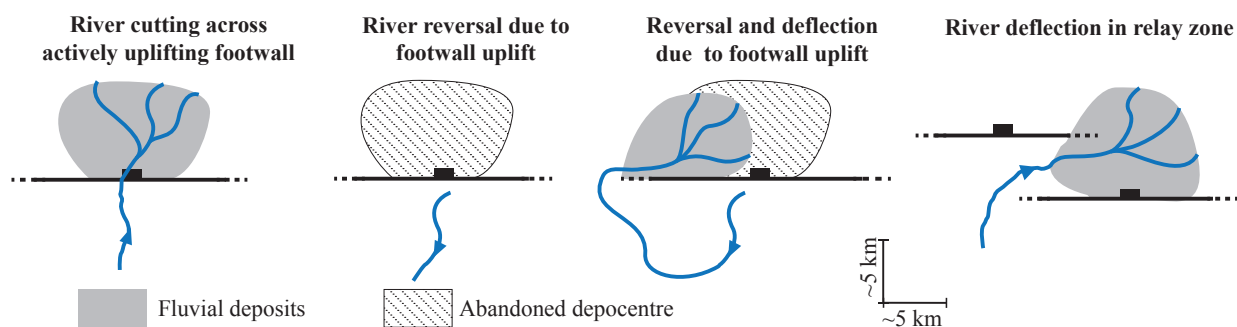 River cutting across
actively uplifting footwall
River reversal due to
footwall uplift
Reversal and deflection
due to footwall uplift
River deflection in relay zone
~5 km
~5 km
Fluvial deposits
Abandoned depocentre